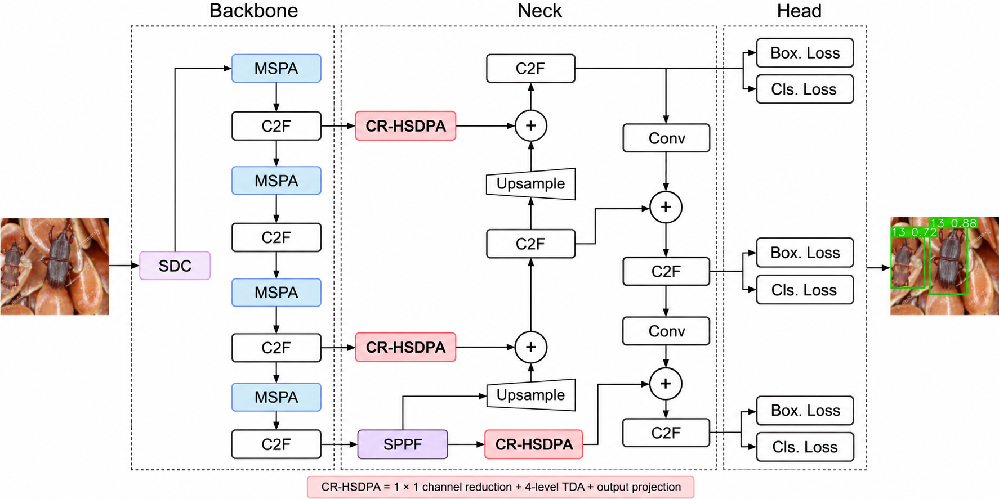 Backbone
Neck
Head
MSPA
C2F
MSPA
C2F
MSPA
C2F
MSPA
C2F
SDC
CR-HSDPA
CR-HSDPA
SPPF
CR-HSDPA
C2F
+
Upsample
C2F
+
Upsample
Conv
+
C2F
Conv
+
C2F
Box. Loss
Cls. Loss
Box. Loss
Cls. Loss
Box. Loss
Cls. Loss
13 0.72
13 0.88
CR-HSDPA = 1 × 1 channel reduction + 4-level TDA + output projection